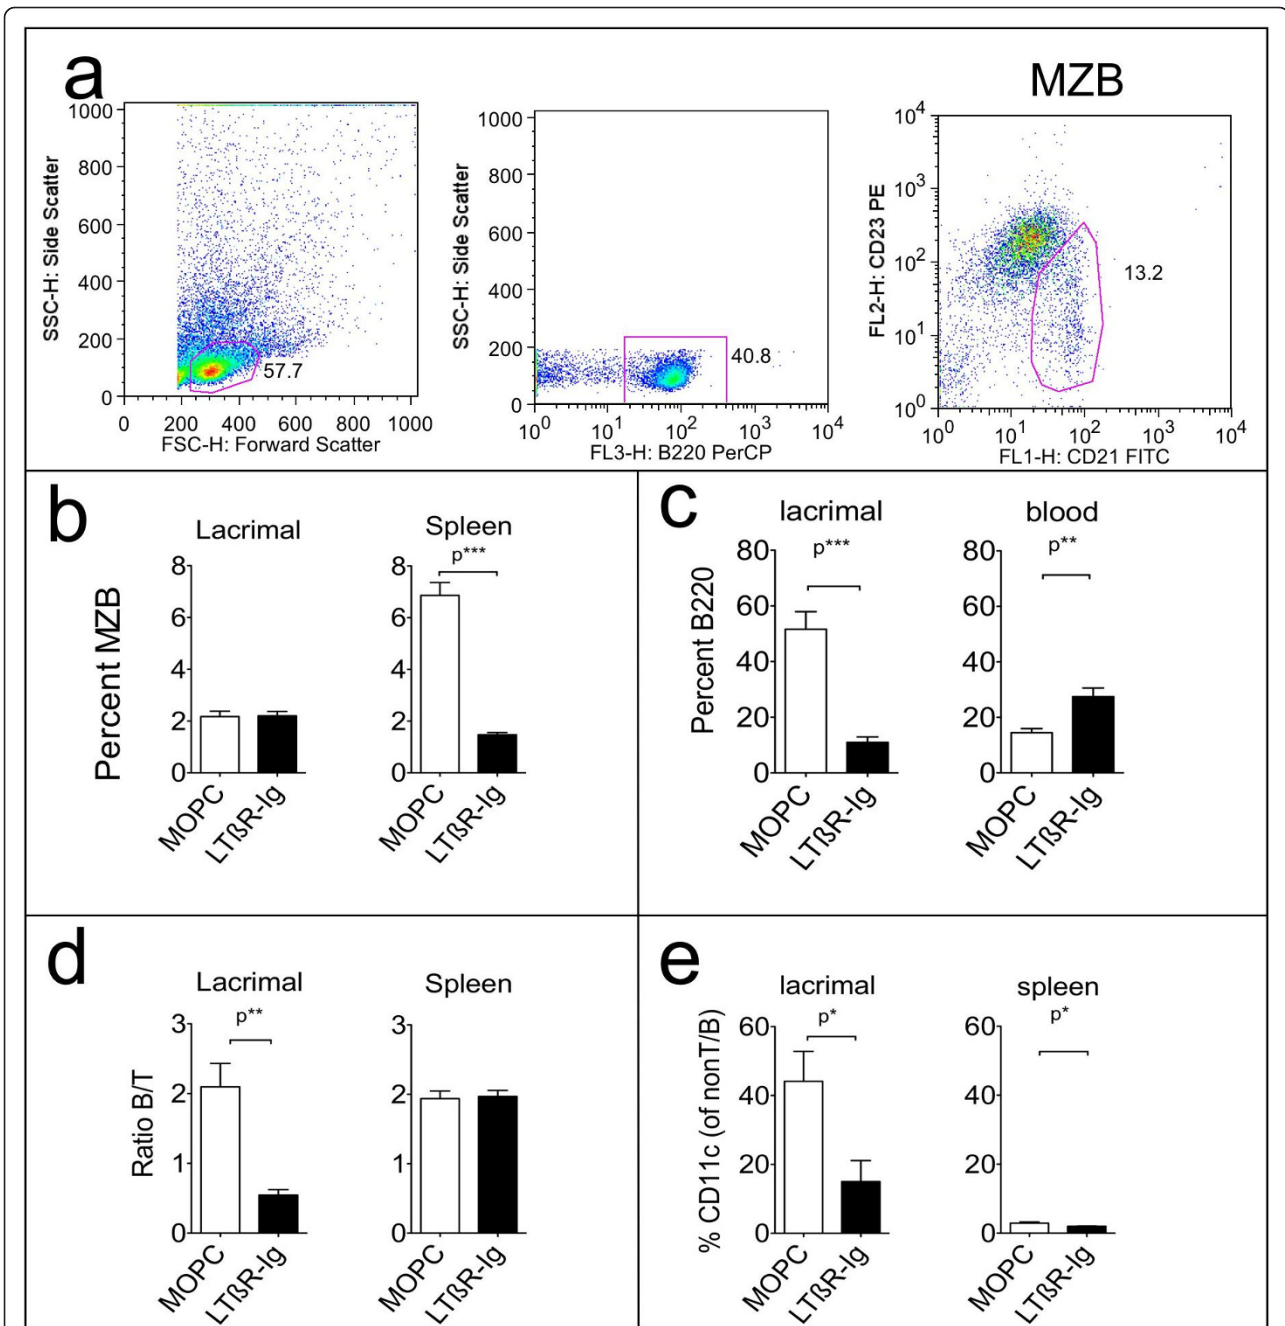 a
MZB
1000
800
600
400
200
0
SSC-H: Side Scatter
57.7
0 200 400 600 800 1000
FSC-H: Forward Scatter
1000
800
600
400
200
0
SSC-H: Side Scatter
40.8
10^0 10^1 10^2 10^3 10^4
FL3-H: B220 PerCP
10^4
10^3
10^2
10^1
10^0
FL2-H: CD23 PE
13.2
10^0 10^1 10^2 10^3 10^4
FL1-H: CD21 FITC
b
Percent MZB
Lacrimal
8
6
4
2
0
MOPC
LTßR-Ig
Spleen
p***
8
6
4
2
0
MOPC
LTßR-Ig
c
Percent B220
lacrimal
p***
80
60
40
20
0
MOPC
LTßR-Ig
blood
p**
80
60
40
20
0
MOPC
LTßR-Ig
d
Ratio B/T
Lacrimal
p**
3
2
1
0
MOPC
LTßR-Ig
Spleen
3
2
1
0
MOPC
LTßR-Ig
e
% CD11c (of nonT/B)
lacrimal
p*
60
40
20
0
MOPC
LTßR-Ig
spleen
p*
60
40
20
0
MOPC
LTßR-Ig